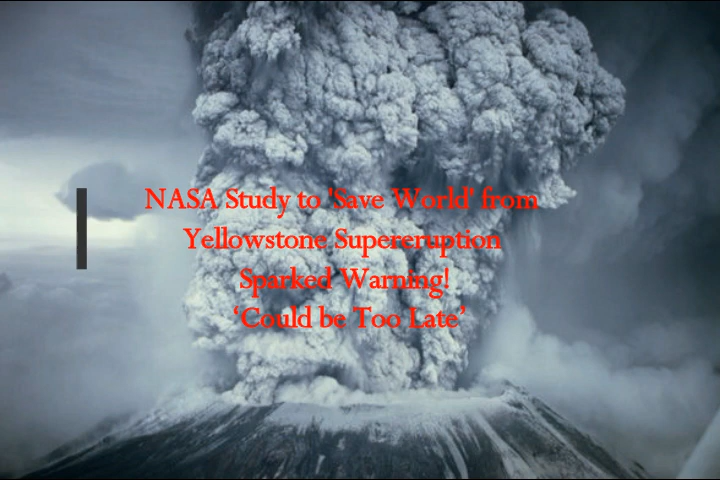 NASA Study to 'Save World' from
Yellowstone Supereruption
Sparked Warning!
‘Could be Too Late’